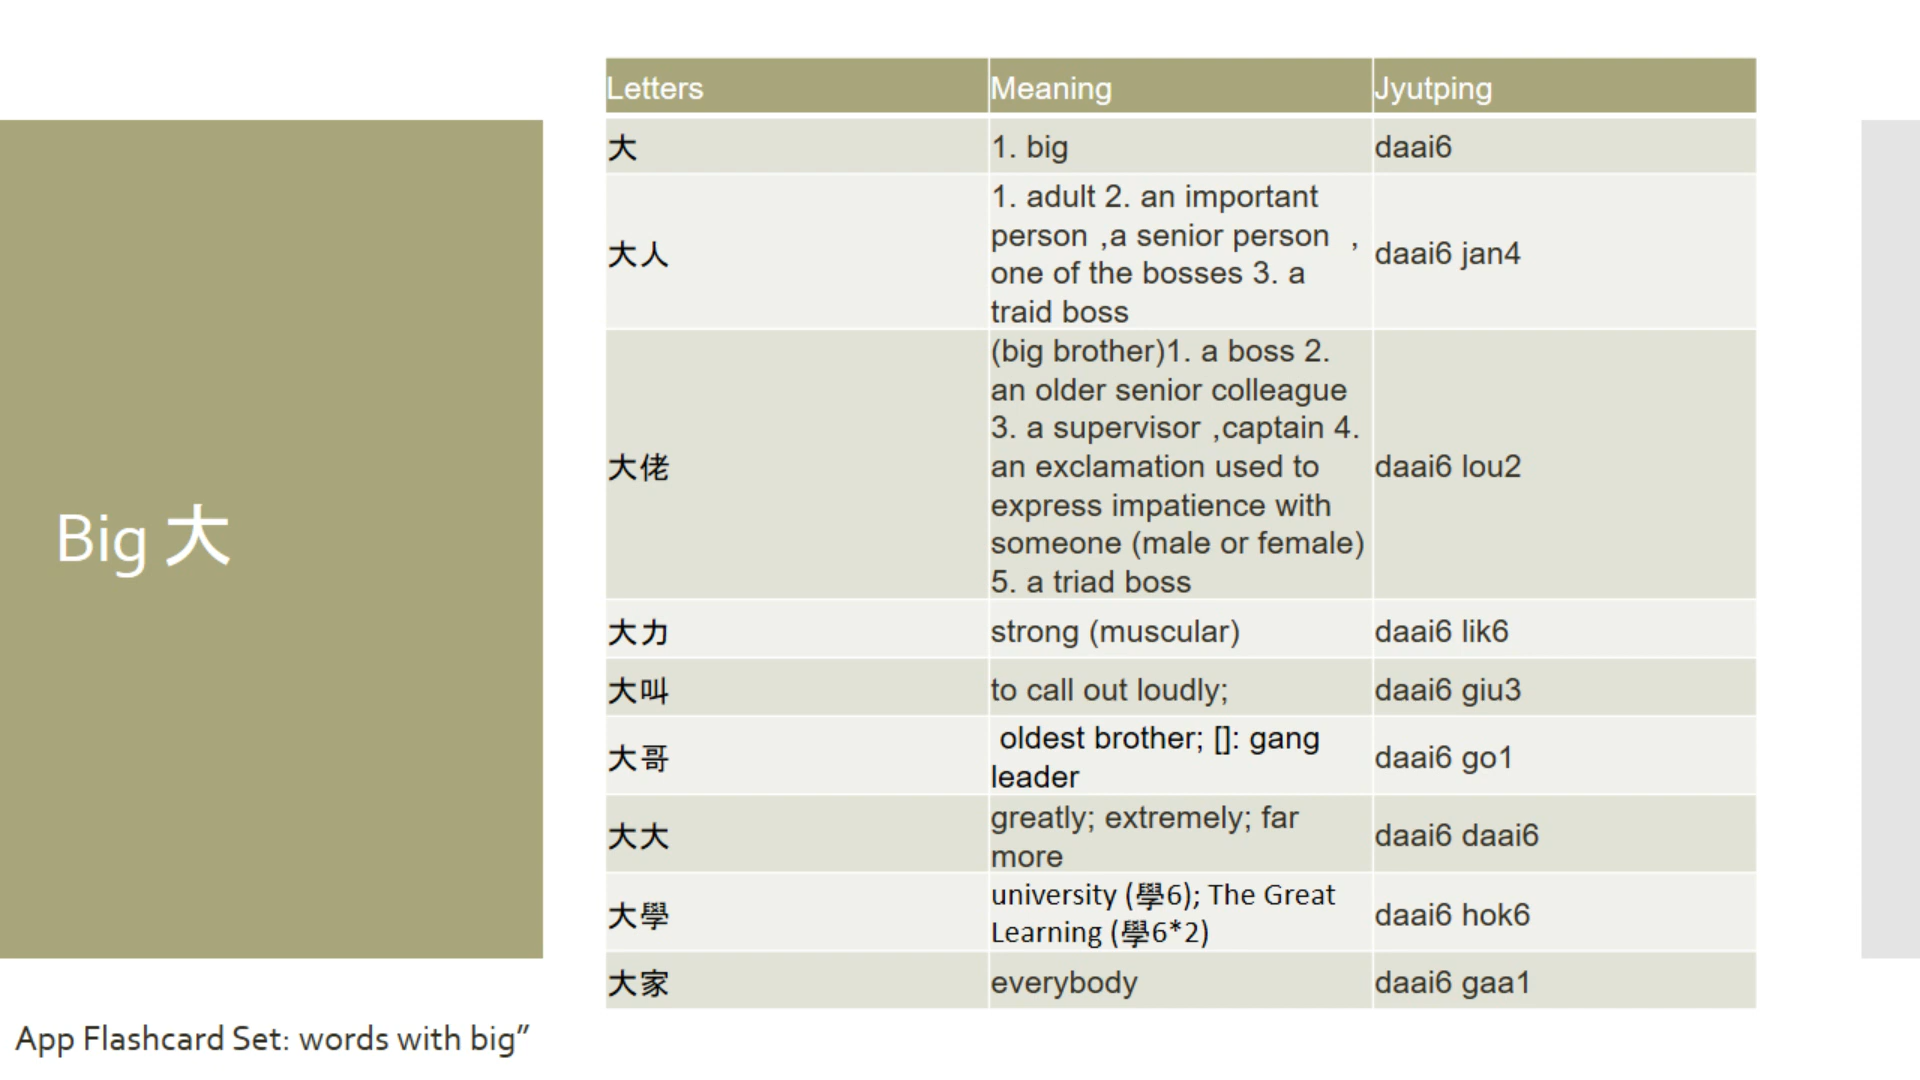 Big 大
App Flashcard Set: words with big”
Letters Meaning Jyutping
大 1. big daai6
大人 1. adult 2. an important daai6 jan4
person ,a senior person ,
one of the bosses 3. a
traid boss
大佬 (big brother)1. a boss 2. daai6 lou2
an older senior colleague
3. a supervisor ,captain 4.
an exclamation used to
express impatience with
someone (male or female)
5. a triad boss
大力 strong (muscular) daai6 lik6
大叫 to call out loudly; daai6 giu3
大哥 oldest brother; []: gang daai6 go1
leader
大大 greatly; extremely; far daai6 daai6
more
大學 university (學6); The Great daai6 hok6
Learning (學6*2)
大家 everybody daai6 gaa1